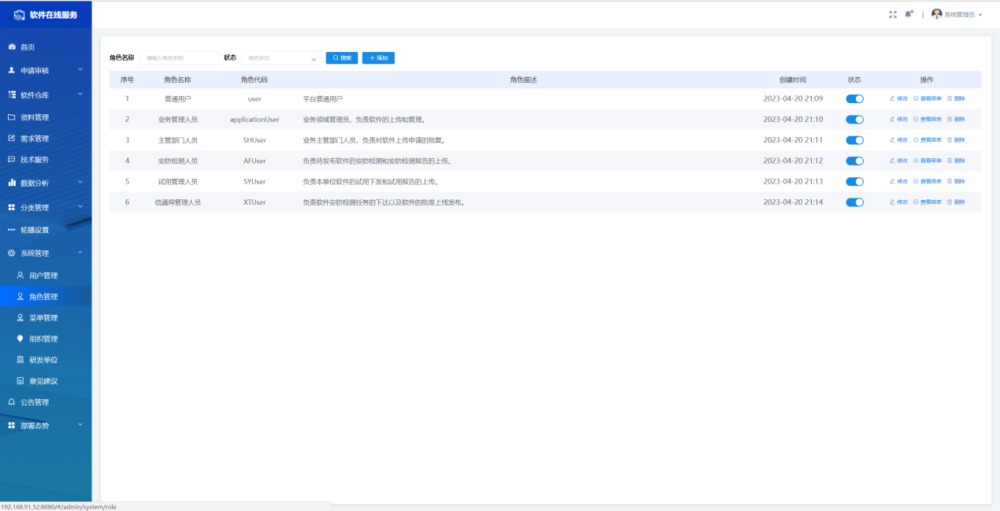 软件在线服务
系统管理员
首页
申请审核
软件仓库
资料管理
需求管理
技术服务
数据分析
分类管理
轮播设置
系统管理
用户管理
角色管理
菜单管理
组织管理
研发单位
意见建议
公告管理
部署态势
角色名称 请输入角色名称 状态 角色状态 搜索 添加
序号 角色名称 角色代码 角色描述 创建时间 状态 操作
1 普通用户 user 平台普通用户 2023-04-20 21:09 修改 查看菜单 删除
2 业务管理人员 applicationUser 业务领域管理员，负责软件的上传和管理。 2023-04-20 21:10 修改 查看菜单 删除
3 主管部门人员 SHUser 业务主管部门人员，负责对软件上传申请的批复。 2023-04-20 21:11 修改 查看菜单 删除
4 安防检测人员 AFUser 负责待发布软件的安防检测和安防检测报告的上传。 2023-04-20 21:12 修改 查看菜单 删除
5 试用管理人员 SYUser 负责本单位软件的试用下发和试用报告的上传。 2023-04-20 21:13 修改 查看菜单 删除
6 信通局管理人员 XTUser 负责软件安防检测任务的下达以及软件的批准上线发布。 2023-04-20 21:14 修改 查看菜单 删除
192.168.91.52:8080/#/admin/system/role